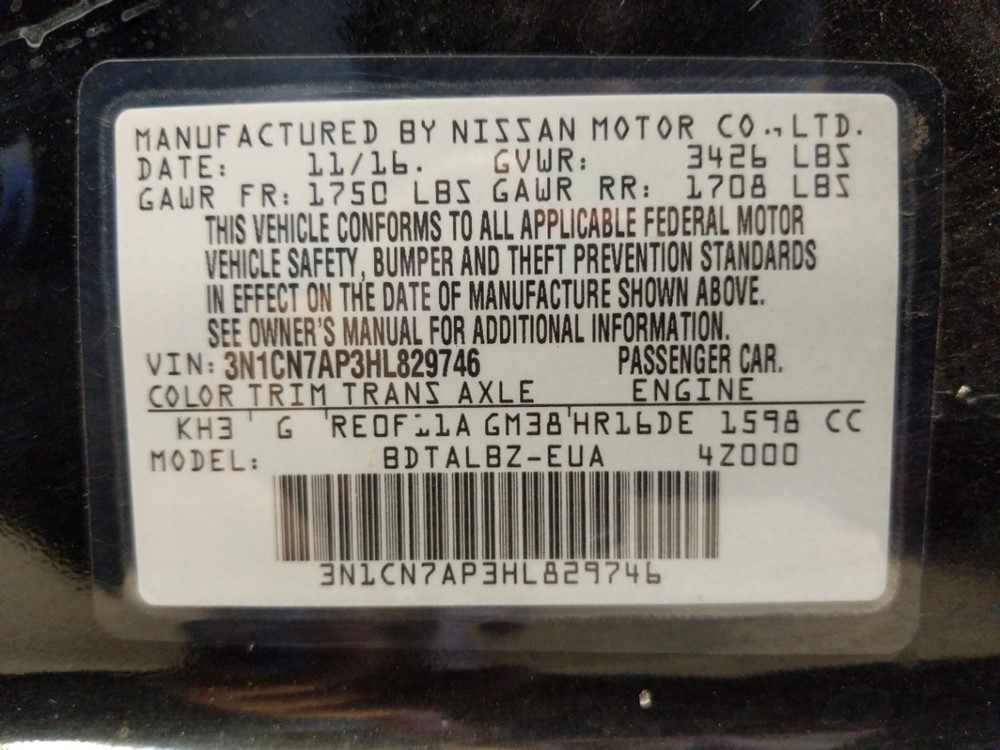 MANUFACTURED BY NISSAN MOTOR CO., LTD.
DATE: 11/16. GVWR: 3426 LBS
GAWR FR: 1750 LBS GAWR RR: 1708 LBS
THIS VEHICLE CONFORMS TO ALL APPLICABLE FEDERAL MOTOR
VEHICLE SAFETY, BUMPER AND THEFT PREVENTION STANDARDS
IN EFFECT ON THE DATE OF MANUFACTURE SHOWN ABOVE.
SEE OWNER'S MANUAL FOR ADDITIONAL INFORMATION.
VIN: 3N1CN7AP3HL829746 PASSENGER CAR.
COLOR TRIM TRANS AXLE ENGINE
KH3 G RE0F11A GM38 HR16DE 1598 CC
MODEL: BDTALBZ-EUA 4Z000
3N1CN7AP3HL829746